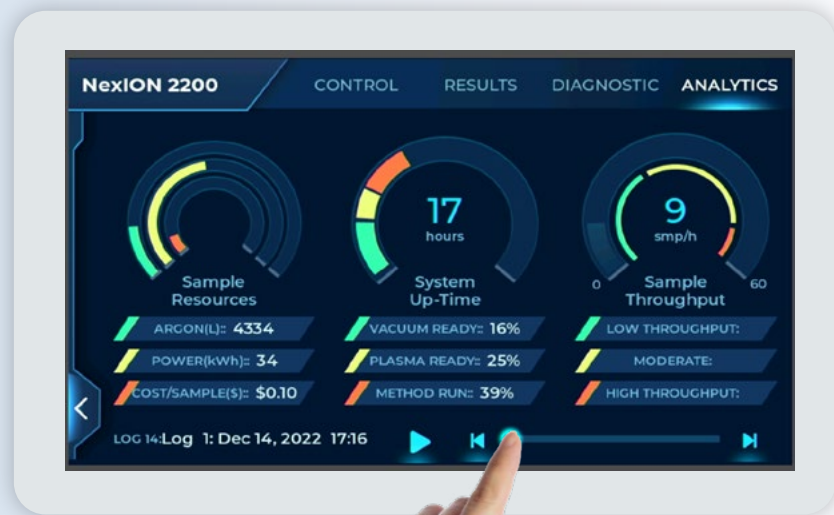 NexION 2200
CONTROL
RESULTS
DIAGNOSTIC
ANALYTICS
17
hours
9
smp/h
0
60
Sample
Resources
System
Up-Time
Sample
Throughput
ARGON(L):: 4334
VACUUM READY:: 16%
LOW THROUGHPUT:
POWER(kWh):: 34
PLASMA READY:: 25%
MODERATE:
COST/SAMPLE($):: $0.10
METHOD RUN:: 39%
HIGH THROUGHPUT:
LOG 14:Log 1: Dec 14, 2022 17:16